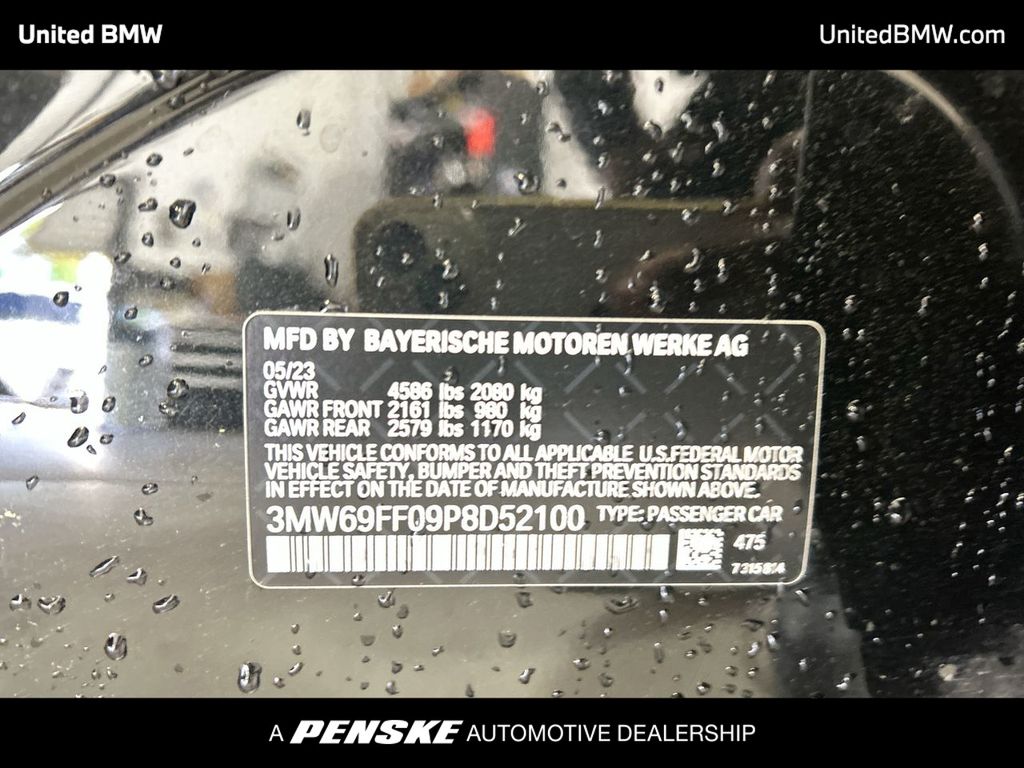 United BMW
UnitedBMW.com
MFD BY BAYERISCHE MOTOREN WERKE AG
05/23
GVWR 4586 lbs 2080 kg
GAWR FRONT 2161 lbs 980 kg
GAWR REAR 2579 lbs 1170 kg
THIS VEHICLE CONFORMS TO ALL APPLICABLE U.S.FEDERAL MOTOR
VEHICLE SAFETY, BUMPER AND THEFT PREVENTION STANDARDS
IN EFFECT ON THE DATE OF MANUFACTURE SHOWN ABOVE.
3MW69FF09P8D52100 TYPE: PASSENGER CAR
475
7315814
A PENSKE AUTOMOTIVE DEALERSHIP